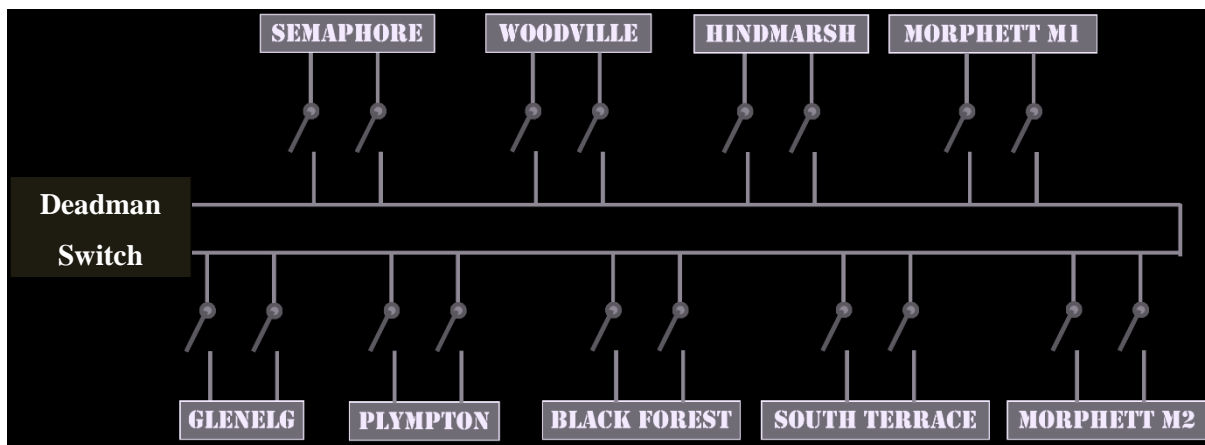 SEMAPHORE WOODVILLE HINDMARSH MORPHETT M1
Deadman
Switch
GLENELG PLYMPTON BLACK FOREST SOUTH TERRACE MORPHETT M2